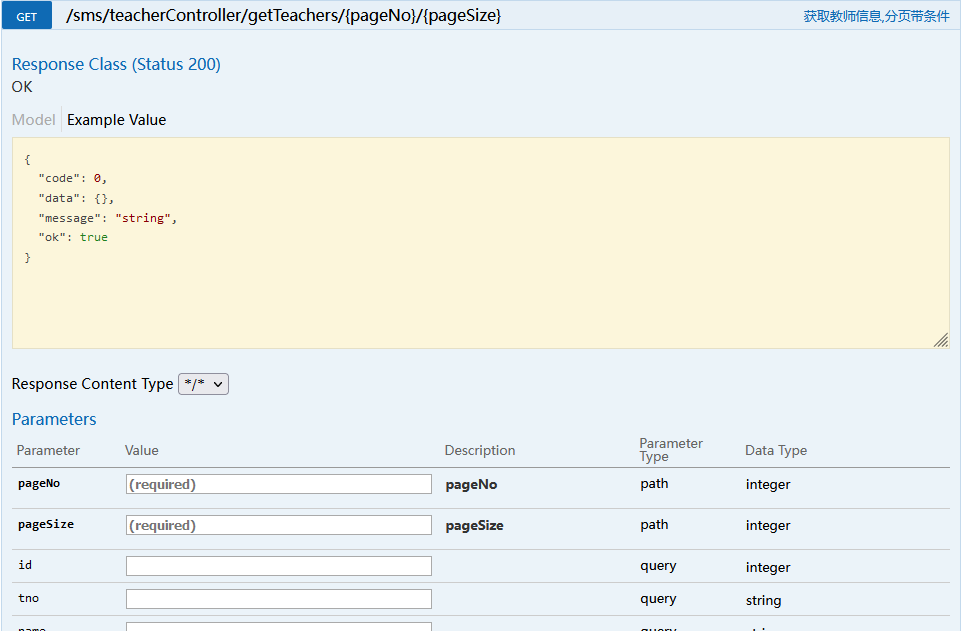 GET /sms/teacherController/getTeachers/{pageNo}/{pageSize} 获取教师信息,分页带条件
Response Class (Status 200)
OK
Model Example Value
{
"code": 0,
"data": {},
"message": "string",
"ok": true
}
Response Content Type */*
Parameters
Parameter Value Description Parameter Type Data Type
pageNo (required) pageNo path integer
pageSize (required) pageSize path integer
id query integer
tno query string
name query string